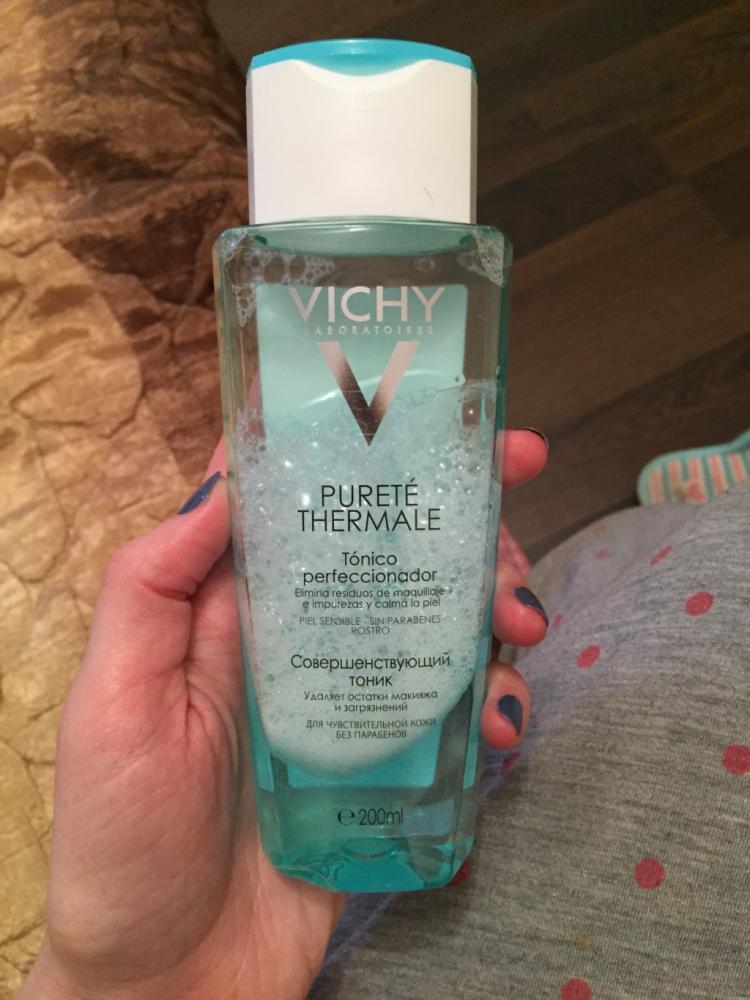 VICHY
LABORATOIRES
V
PURETÉ
THERMALE
Tónico
perfeccionador
Elimina residuos de maquillaje
e impurezas y calma la piel
PIEL SENSIBLE - SIN PARABENES
ROSTRO
Совершенствующий
тоник
Удаляет остатки макияжа
и загрязнений
ДЛЯ ЧУВСТВИТЕЛЬНОЙ КОЖИ
БЕЗ ПАРАБЕНОВ
℮ 200ml